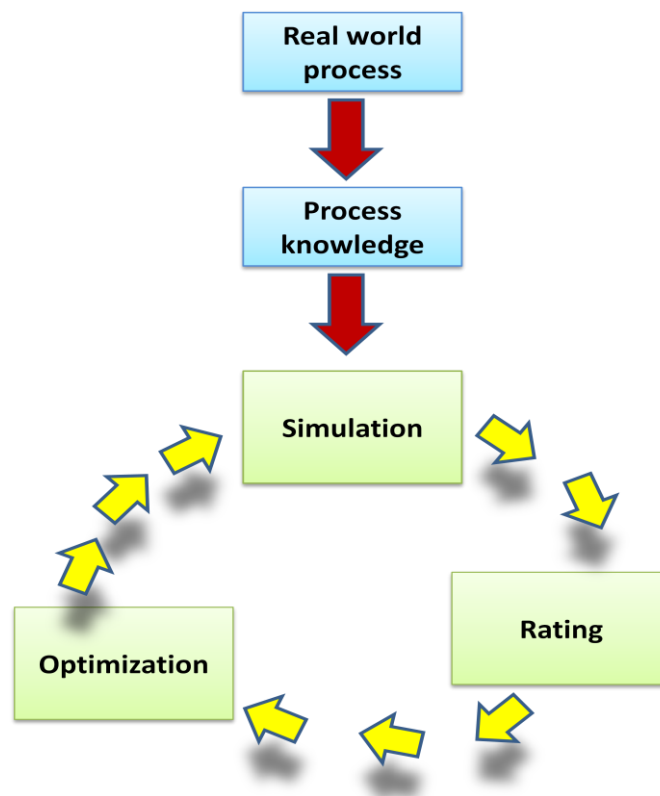 Real world
process
Process
knowledge
Simulation
Rating
Optimization